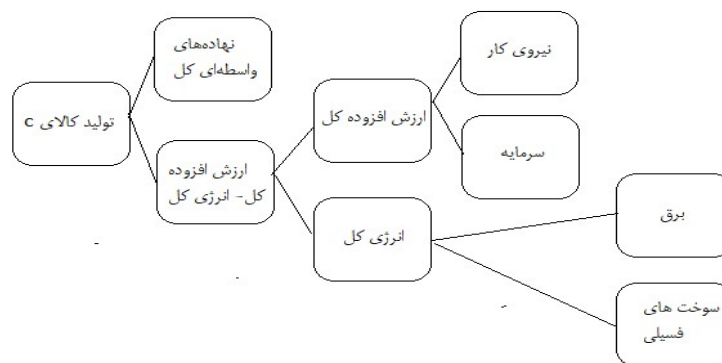 تولید کالای C
نهاده‌های
واسطه‌ای کل
ارزش افزوده
کل- انرژی کل
ارزش افزوده کل
انرژی کل
نیروی کار
سرمایه
برق
سوخت های
فسیلی